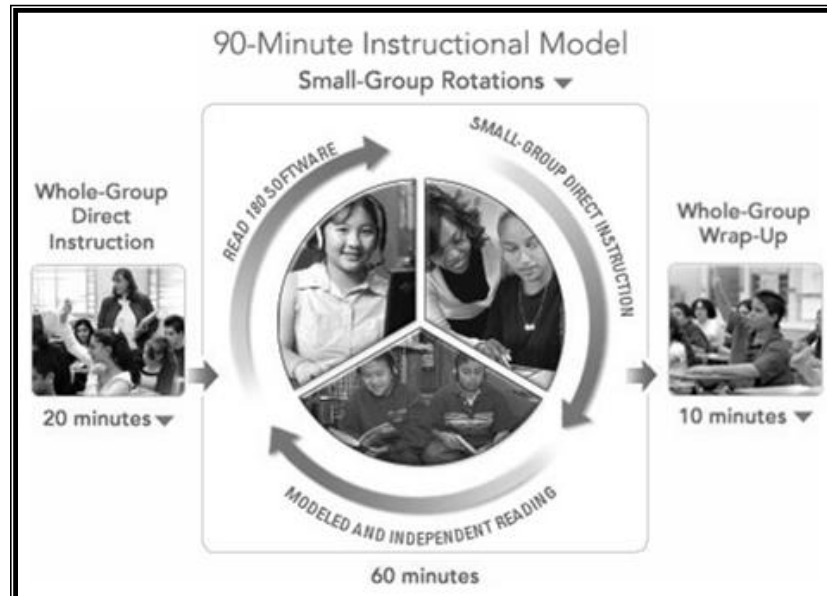 90-Minute Instructional Model
Small-Group Rotations
Whole-Group
Direct
Instruction
20 minutes
READ 180 SOFTWARE
SMALL-GROUP DIRECT INSTRUCTION
MODELED AND INDEPENDENT READING
60 minutes
Whole-Group
Wrap-Up
10 minutes